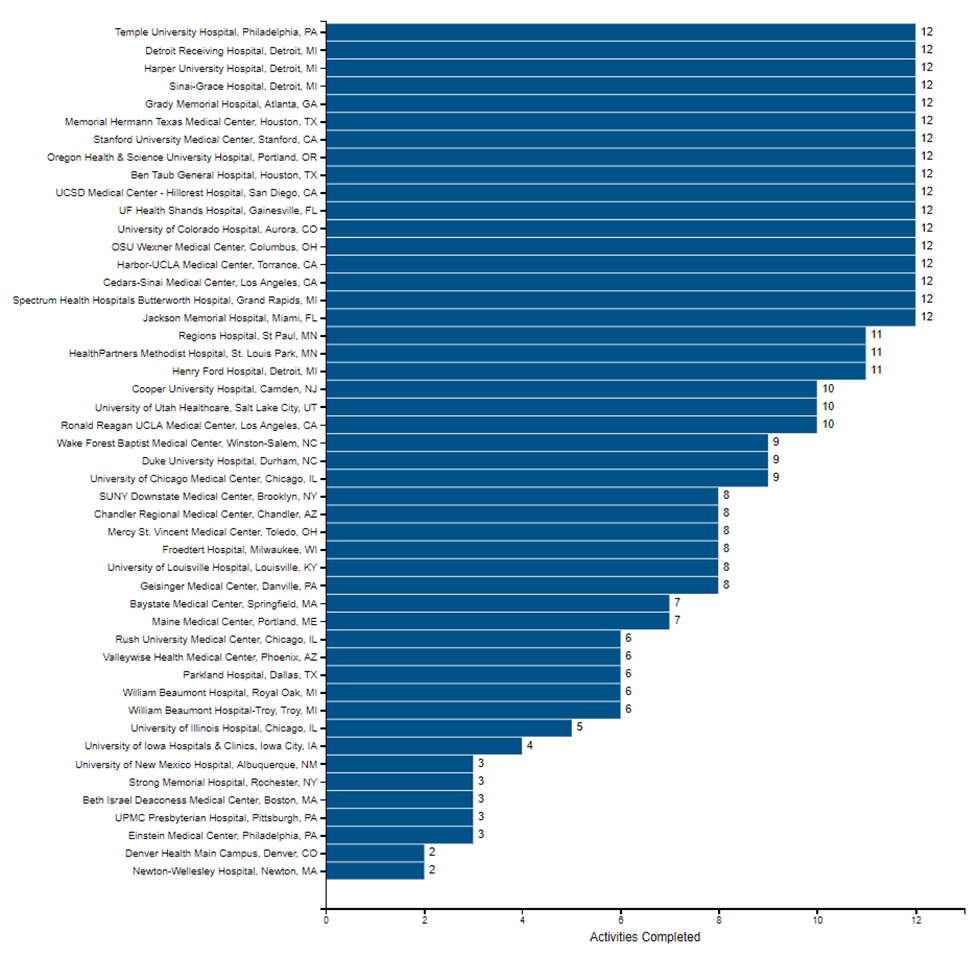 Temple University Hospital, Philadelphia, PA 12
Detroit Receiving Hospital, Detroit, MI 12
Harper University Hospital, Detroit, MI 12
Sinai-Grace Hospital, Detroit, MI 12
Grady Memorial Hospital, Atlanta, GA 12
Memorial Hermann Texas Medical Center, Houston, TX 12
Stanford University Medical Center, Stanford, CA 12
Oregon Health & Science University Hospital, Portland, OR 12
Ben Taub General Hospital, Houston, TX 12
UCSD Medical Center - Hillcrest Hospital, San Diego, CA 12
UF Health Shands Hospital, Gainesville, FL 12
University of Colorado Hospital, Aurora, CO 12
OSU Wexner Medical Center, Columbus, OH 12
Harbor-UCLA Medical Center, Torrance, CA 12
Cedars-Sinai Medical Center, Los Angeles, CA 12
Spectrum Health Hospitals Butterworth Hospital, Grand Rapids, MI 12
Jackson Memorial Hospital, Miami, FL 12
Regions Hospital, St Paul, MN 11
HealthPartners Methodist Hospital, St. Louis Park, MN 11
Henry Ford Hospital, Detroit, MI 11
Cooper University Hospital, Camden, NJ 10
University of Utah Healthcare, Salt Lake City, UT 10
Ronald Reagan UCLA Medical Center, Los Angeles, CA 10
Wake Forest Baptist Medical Center, Winston-Salem, NC 9
Duke University Hospital, Durham, NC 9
University of Chicago Medical Center, Chicago, IL 9
SUNY Downstate Medical Center, Brooklyn, NY 8
Chandler Regional Medical Center, Chandler, AZ 8
Mercy St. Vincent Medical Center, Toledo, OH 8
Froedtert Hospital, Milwaukee, WI 8
University of Louisville Hospital, Louisville, KY 8
Geisinger Medical Center, Danville, PA 8
Baystate Medical Center, Springfield, MA 7
Maine Medical Center, Portland, ME 7
Rush University Medical Center, Chicago, IL 6
Valleywise Health Medical Center, Phoenix, AZ 6
Parkland Hospital, Dallas, TX 6
William Beaumont Hospital, Royal Oak, MI 6
William Beaumont Hospital-Troy, Troy, MI 6
University of Illinois Hospital, Chicago, IL 5
University of Iowa Hospitals & Clinics, Iowa City, IA 4
University of New Mexico Hospital, Albuquerque, NM 3
Strong Memorial Hospital, Rochester, NY 3
Beth Israel Deaconess Medical Center, Boston, MA 3
UPMC Presbyterian Hospital, Pittsburgh, PA 3
Einstein Medical Center, Philadelphia, PA 3
Denver Health Main Campus, Denver, CO 2
Newton-Wellesley Hospital, Newton, MA 2
0 2 4 6 8 10 12
Activities Completed